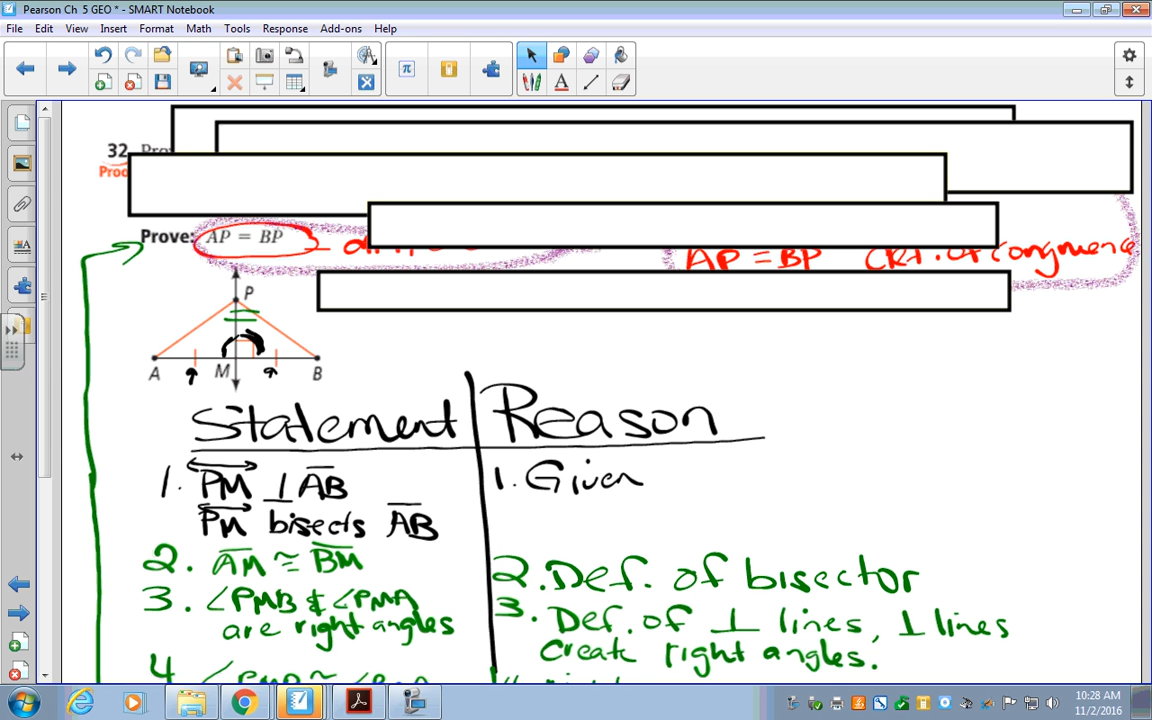 Pearson Ch 5 GEO * - SMART Notebook
File Edit View Insert Format Math Tools Response Add-ons Help
32.
Prove: AP = BP
AP = BP of congruence
P
A M B
Statement Reason
1. PM ⊥ AB 1. Given
PM bisects AB
2. AM ≅ BM 2. Def. of bisector
3. ∠PMB & ∠PMA 3. Def. of ⊥ lines, ⊥ lines
are right angles create right angles.
4.
10:28 AM
11/2/2016